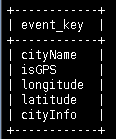 +-----------+
| event_key |
+-----------+
| cityName  |
| isGPS     |
| longitude |
| latitude  |
| cityInfo  |
+-----------+